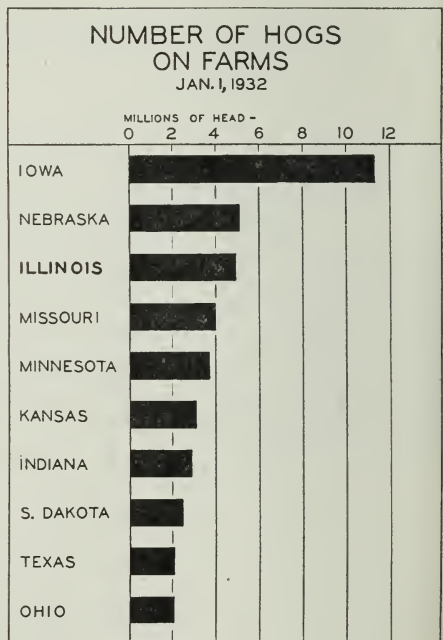 NUMBER OF HOGS
ON FARMS
JAN. 1, 1932
MILLIONS OF HEAD -
0 2 4 6 8 10 12
IOWA
NEBRASKA
ILLINOIS
MISSOURI
MINNESOTA
KANSAS
INDIANA
S. DAKOTA
TEXAS
OHIO